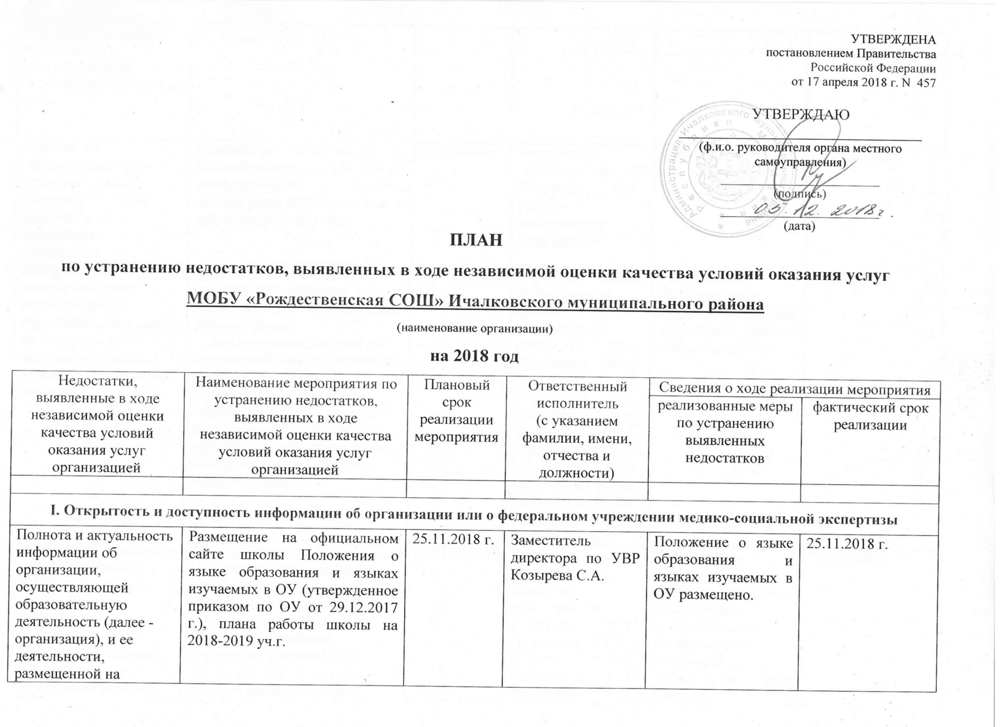 УТВЕРЖДЕНА
постановлением Правительства
Российской Федерации
от 17 апреля 2018 г. N 457
УТВЕРЖДАЮ
(ф.и.о. руководителя органа местного
самоуправления)
(подпись)
05.12. 2018г.
(дата)
Администрация Ичалковского муниципального района
Республики Мордовия
ПЛАН
по устранению недостатков, выявленных в ходе независимой оценки качества условий оказания услуг
МОБУ «Рождественская СОШ» Ичалковского муниципального района
(наименование организации)
на 2018 год
Недостатки,
выявленные в ходе
независимой оценки
качества условий
оказания услуг
организацией
Наименование мероприятия по
устранению недостатков,
выявленных в ходе
независимой оценки качества
условий оказания услуг
организацией
Плановый
срок
реализации
мероприятия
Ответственный
исполнитель
(с указанием
фамилии, имени,
отчества и
должности)
Сведения о ходе реализации мероприятия
реализованные меры
по устранению
выявленных
недостатков
фактический срок
реализации
I. Открытость и доступность информации об организации или о федеральном учреждении медико-социальной экспертизы
Полнота и актуальность
информации об
организации,
осуществляющей
образовательную
деятельность (далее -
организация), и ее
деятельности,
размещенной на
Размещение на официальном
сайте школы Положения о
языке образования и языках
изучаемых в ОУ (утвержденное
приказом по ОУ от 29.12.2017
г.), плана работы школы на
2018-2019 уч.г.
25.11.2018 г.
Заместитель
директора по УВР
Козырева С.А.
Положение о языке
образования и
языках изучаемых в
ОУ размещено.
25.11.2018 г.